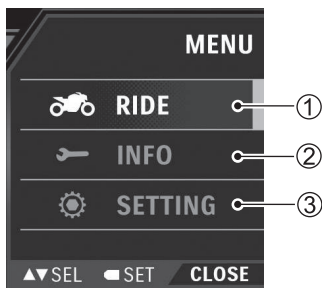 MENU
RIDE ①
INFO ②
SETTING ③
▲▼SEL SET CLOSE